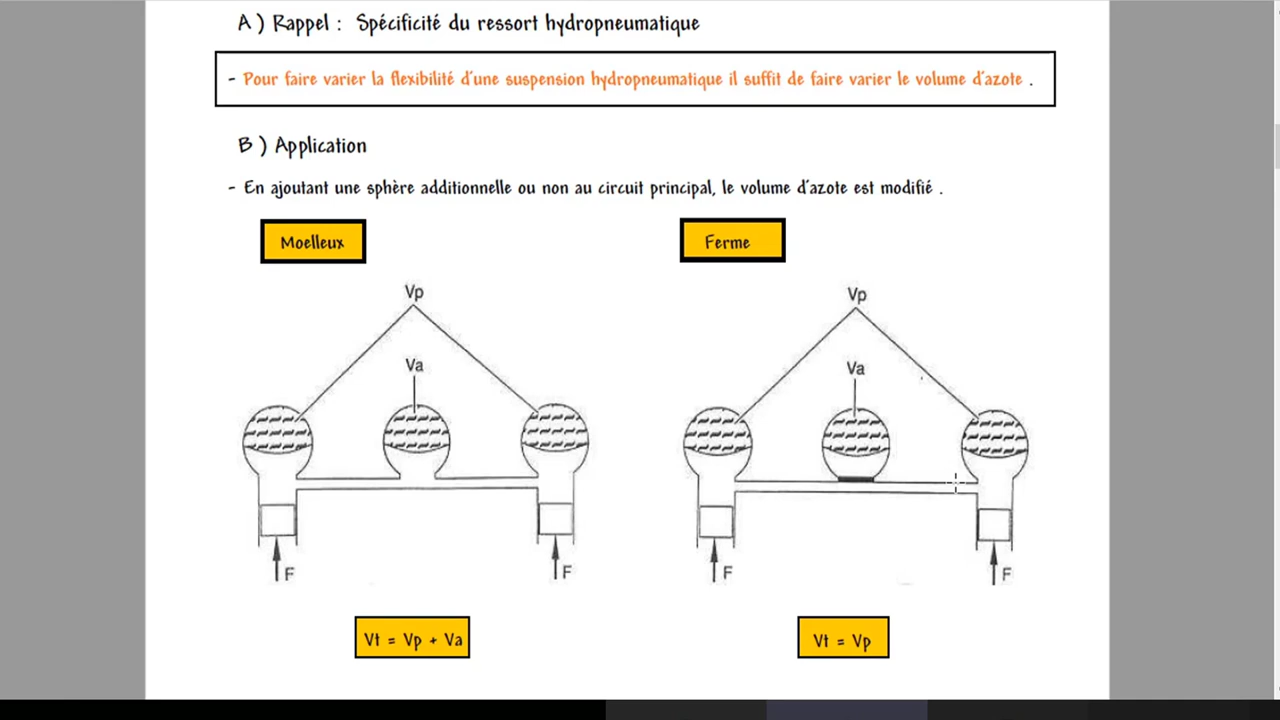 A ) Rappel : Spécificité du ressort hydropneumatique
- Pour faire varier la flexibilité d'une suspension hydropneumatique il suffit de faire varier le volume d'azote .
B ) Application
- En ajoutant une sphère additionnelle ou non au circuit principal, le volume d'azote est modifié .
Moelleux
Ferme
Vp
Vp
Va
Va
F
F
F
F
Vt = Vp + Va
Vt = Vp